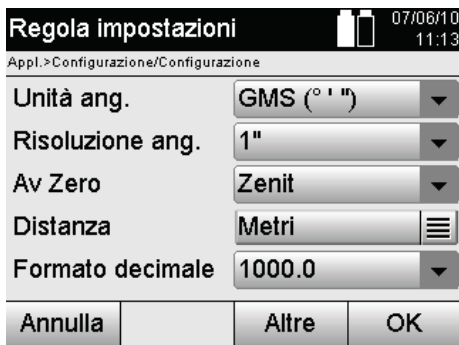 Regola impostazioni
07/06/10
11:13
Appl.>Configurazione/Configurazione
Unità ang. GMS (° ' ")
Risoluzione ang. 1"
Av Zero Zenit
Distanza Metri
Formato decimale 1000.0
Annulla Altre OK